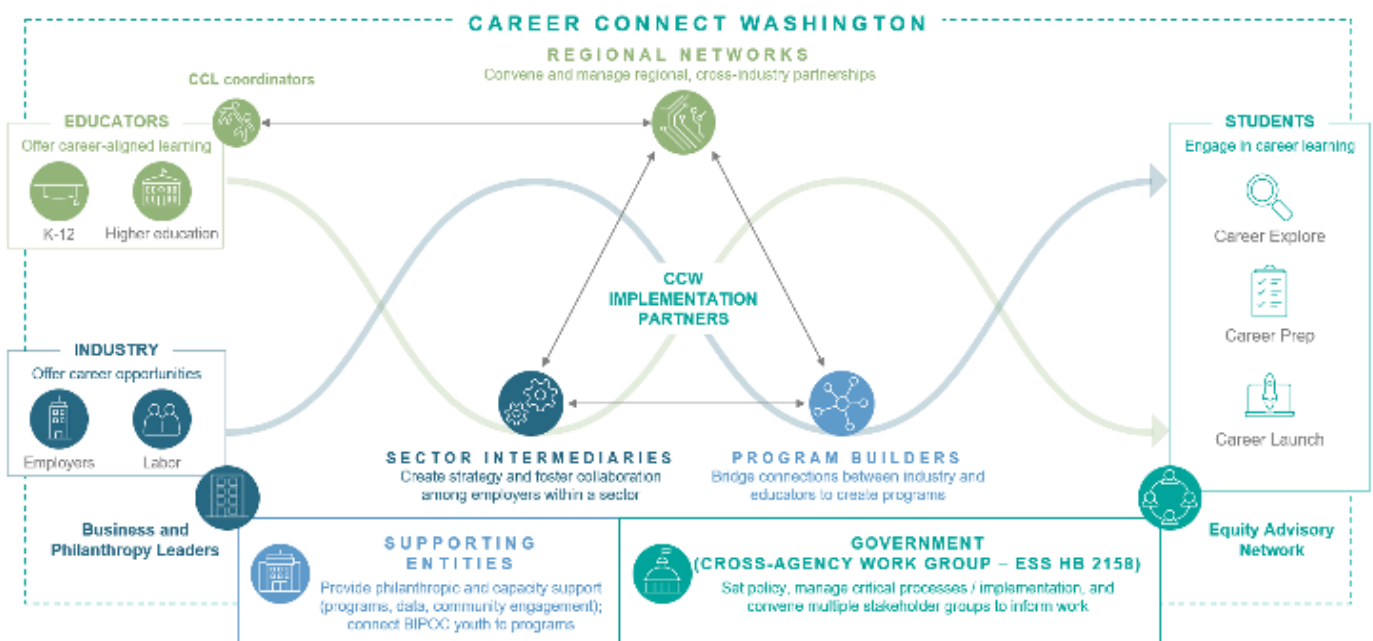 CAREER CONNECT WASHINGTON
REGIONAL NETWORKS
Convene and manage regional, cross-industry partnerships
CCL coordinators
EDUCATORS
Offer career-aligned learning
K-12
Higher education
STUDENTS
Engage in career learning
Career Explore
Career Prep
Career Launch
CCW
IMPLEMENTATION
PARTNERS
INDUSTRY
Offer career opportunities
Employers
Labor
SECTOR INTERMEDIARIES
Create strategy and foster collaboration
among employers within a sector
PROGRAM BUILDERS
Bridge connections between industry and
educators to create programs
Business and
Philanthropy Leaders
SUPPORTING
ENTITIES
Provide philanthropic and capacity support
(programs, data, community engagement);
connect BIPOC youth to programs
GOVERNMENT
(CROSS-AGENCY WORK GROUP – ESS HB 2158)
Set policy, manage critical processes / implementation, and
convene multiple stakeholder groups to inform work
Equity Advisory
Network